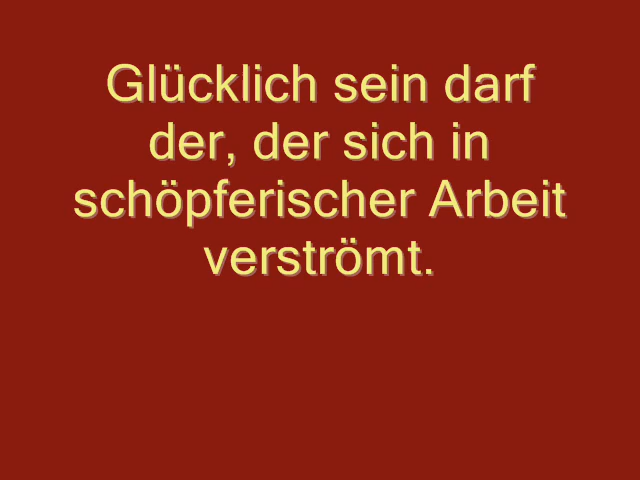 Glücklich sein darf
der, der sich in
schöpferischer Arbeit
verströmt.